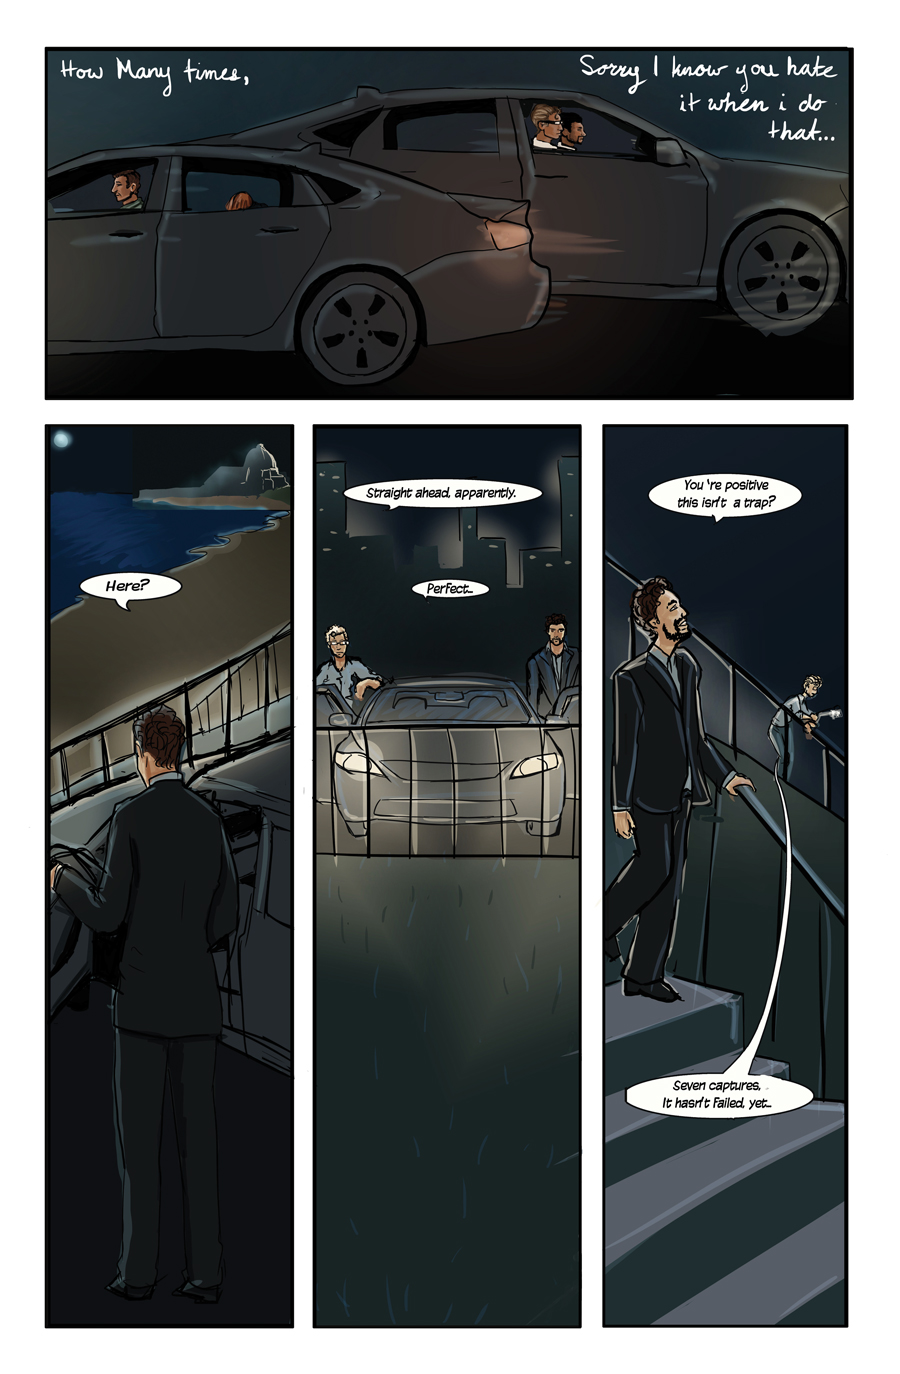 How Many times,
Sorry I know you hate
it when i do
that...
Here?
Straight ahead, apparently.
Perfect...
You 're positive
this isn't a trap?
Seven captures,
It hasn't failed, yet...